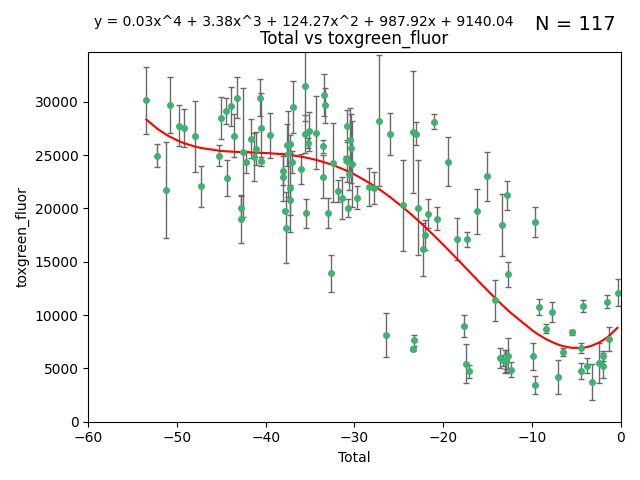 y = 0.03x^4 + 3.38x^3 + 124.27x^2 + 987.92x + 9140.04
N = 117
Total vs toxgreen_fluor
toxgreen_fluor
30000
25000
20000
15000
10000
5000
0
−60
−50
−40
−30
−20
−10
0
Total